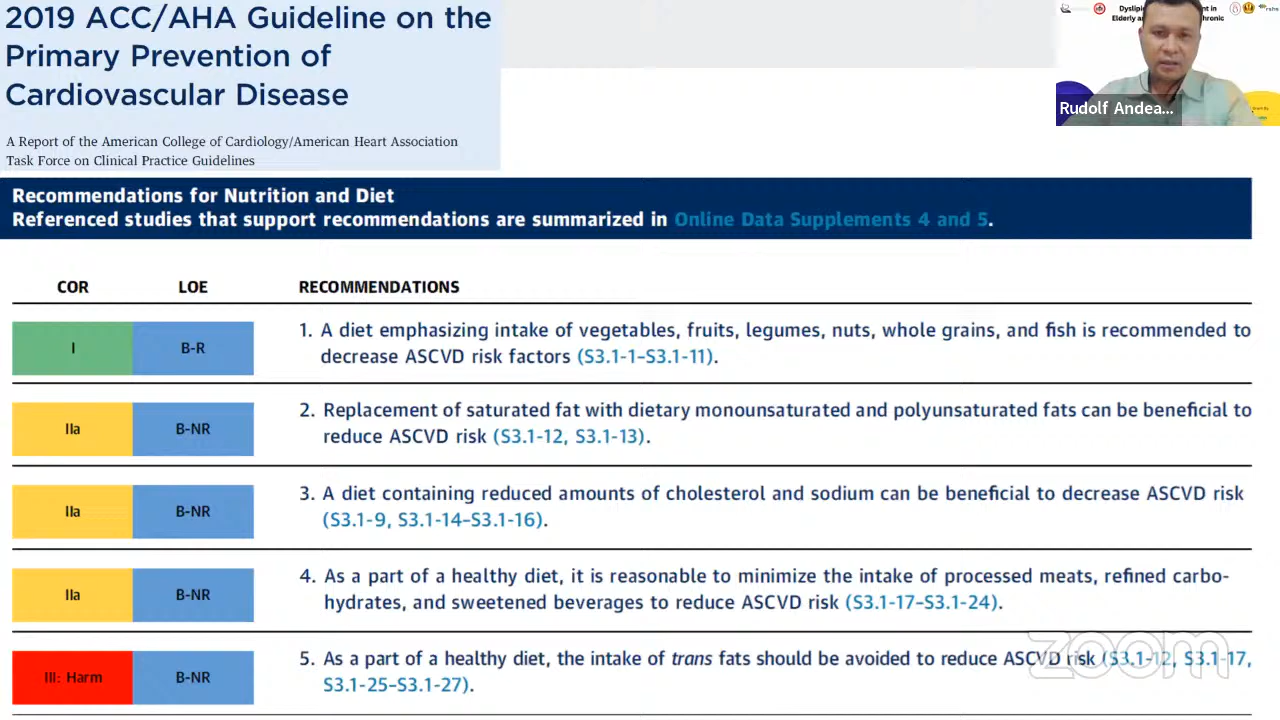 2019 ACC/AHA Guideline on the
Primary Prevention of
Cardiovascular Disease
A Report of the American College of Cardiology/American Heart Association
Task Force on Clinical Practice Guidelines
Rudolf Andea...
Recommendations for Nutrition and Diet
Referenced studies that support recommendations are summarized in Online Data Supplements 4 and 5.
COR LOE RECOMMENDATIONS
I B-R 1. A diet emphasizing intake of vegetables, fruits, legumes, nuts, whole grains, and fish is recommended to
decrease ASCVD risk factors (S3.1-1–S3.1-11).
IIa B-NR 2. Replacement of saturated fat with dietary monounsaturated and polyunsaturated fats can be beneficial to
reduce ASCVD risk (S3.1-12, S3.1-13).
IIa B-NR 3. A diet containing reduced amounts of cholesterol and sodium can be beneficial to decrease ASCVD risk
(S3.1-9, S3.1-14–S3.1-16).
IIa B-NR 4. As a part of a healthy diet, it is reasonable to minimize the intake of processed meats, refined carbo-
hydrates, and sweetened beverages to reduce ASCVD risk (S3.1-17–S3.1-24).
III: Harm B-NR 5. As a part of a healthy diet, the intake of trans fats should be avoided to reduce ASCVD risk (S3.1-12, S3.1-17,
S3.1-25–S3.1-27).
zoom